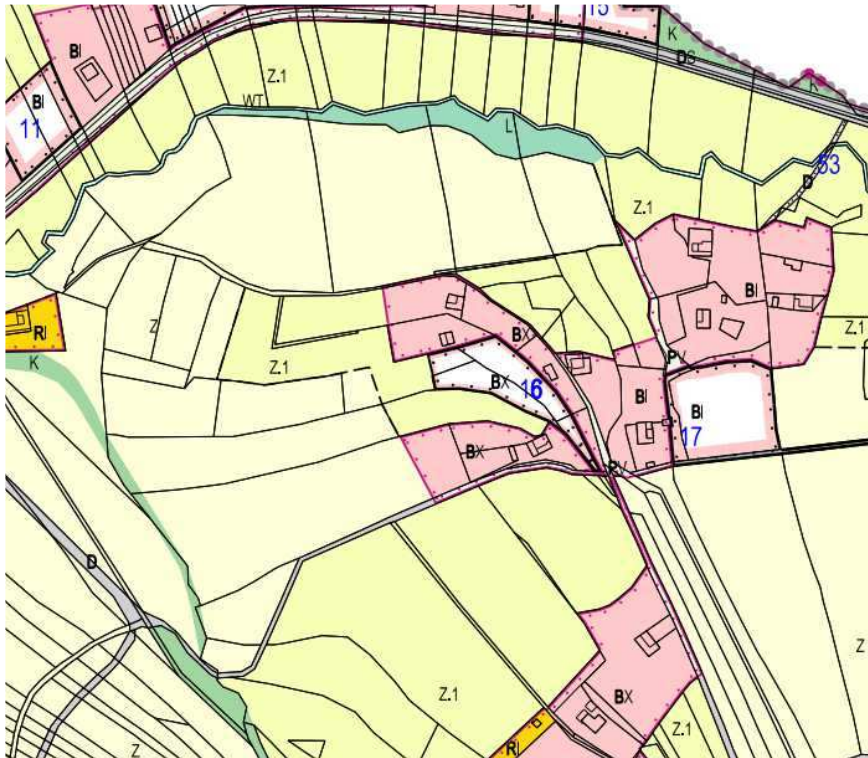 15
K
BI
DS
Z.1
K
BI
WT
11
L
53
D
Z.1
BI
Z
RI
BX
Z.1
K
Z.1
PV
BX
16
BI
BI
17
BX
PV
D
Z
Z.1
BX
Z.1
Z
RI